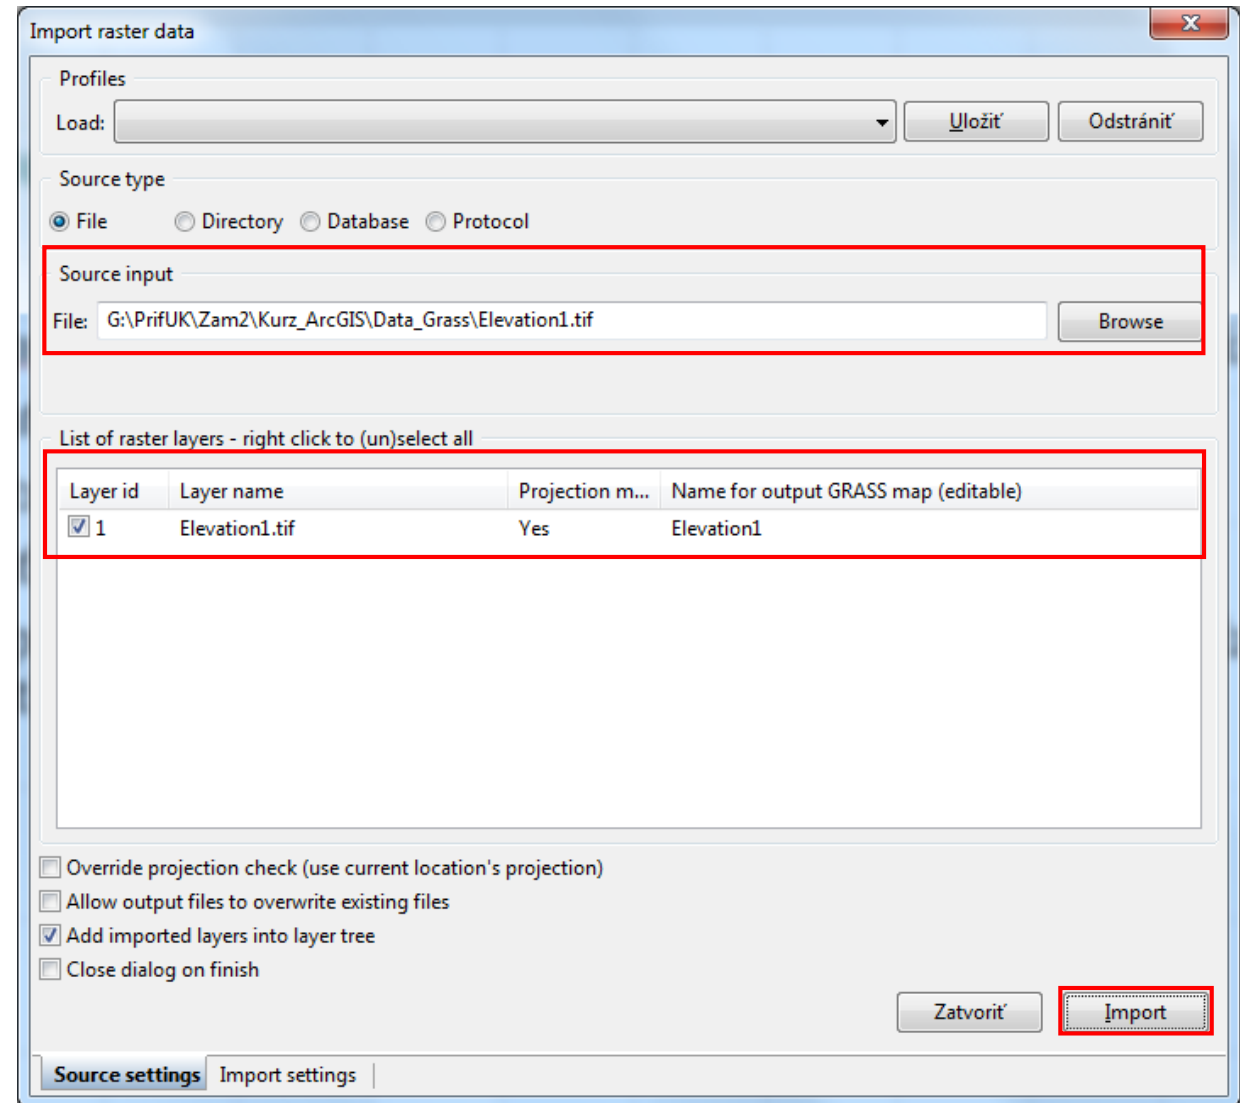 Import raster data
Profiles
Load:
Uložiť
Odstrániť
Source type
File Directory Database Protocol
Source input
File: G:\PrifUK\Zam2\Kurz_ArcGIS\Data_Grass\Elevation1.tif
Browse
List of raster layers - right click to (un)select all
Layer id Layer name Projection m... Name for output GRASS map (editable)
1 Elevation1.tif Yes Elevation1
Override projection check (use current location's projection)
Allow output files to overwrite existing files
Add imported layers into layer tree
Close dialog on finish
Zatvoriť Import
Source settings Import settings